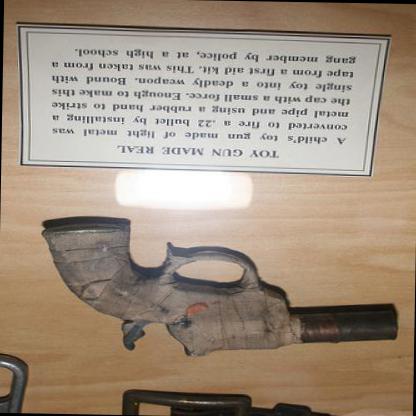 TOY GUN MADE REAL
A child's toy gun made of light metal was
converted to fire a .22 bullet by installing a
metal pipe and using a rubber band to strike
the cap with a small force. Enough to make this
single toy into a deadly weapon. Bound with
tape from a first aid kit. This was taken from a
gang member by police, at a high school.